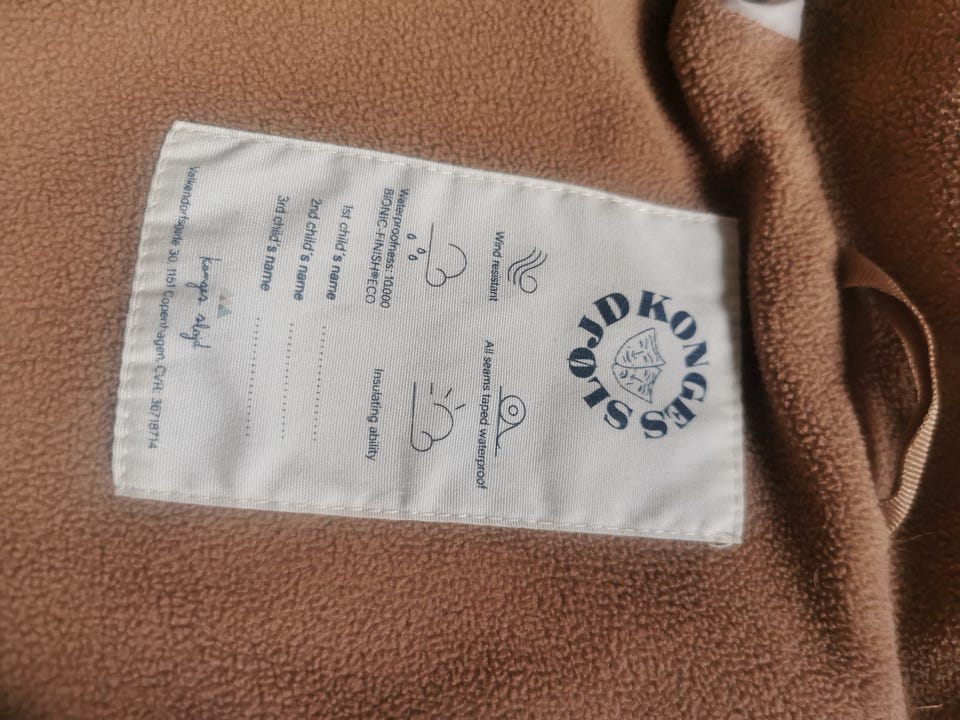 KONGES SLØJD
Wind resistant
All seams taped waterproof
Waterproofness: 10.000
BIONIC-FINISH®ECO
Insulating ability
1st child's name
2nd child's name
3rd child's name
konges sløjd
Valkendorfsgade 30, 1151 Copenhagen, CVR: 36718714